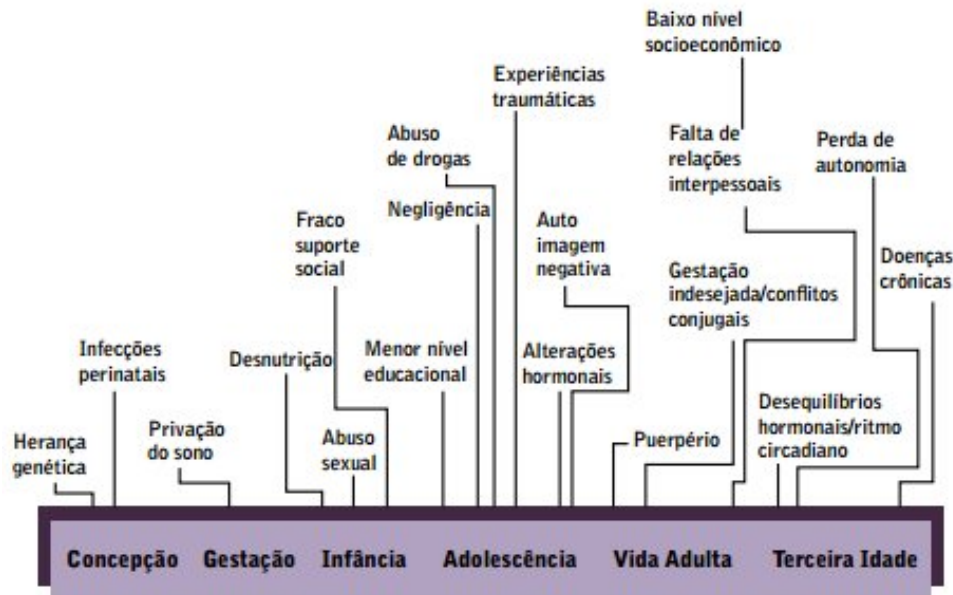 Baixo nível
socioeconômico
Experiências
traumáticas
Abuso
de drogas
Falta de
relações
interpessoais
Perda de
autonomia
Negligência
Fraco
suporte
social
Auto
imagem
negativa
Gestação
indesejada/conflitos
conjugais
Doenças
crônicas
Infecções
perinatais
Desnutrição
Menor nível
educacional
Alterações
hormonais
Herança
genética
Privação
do sono
Abuso
sexual
Puerpério
Desequilíbrios
hormonais/ritmo
circadiano
Concepção
Gestação
Infância
Adolescência
Vida Adulta
Terceira Idade